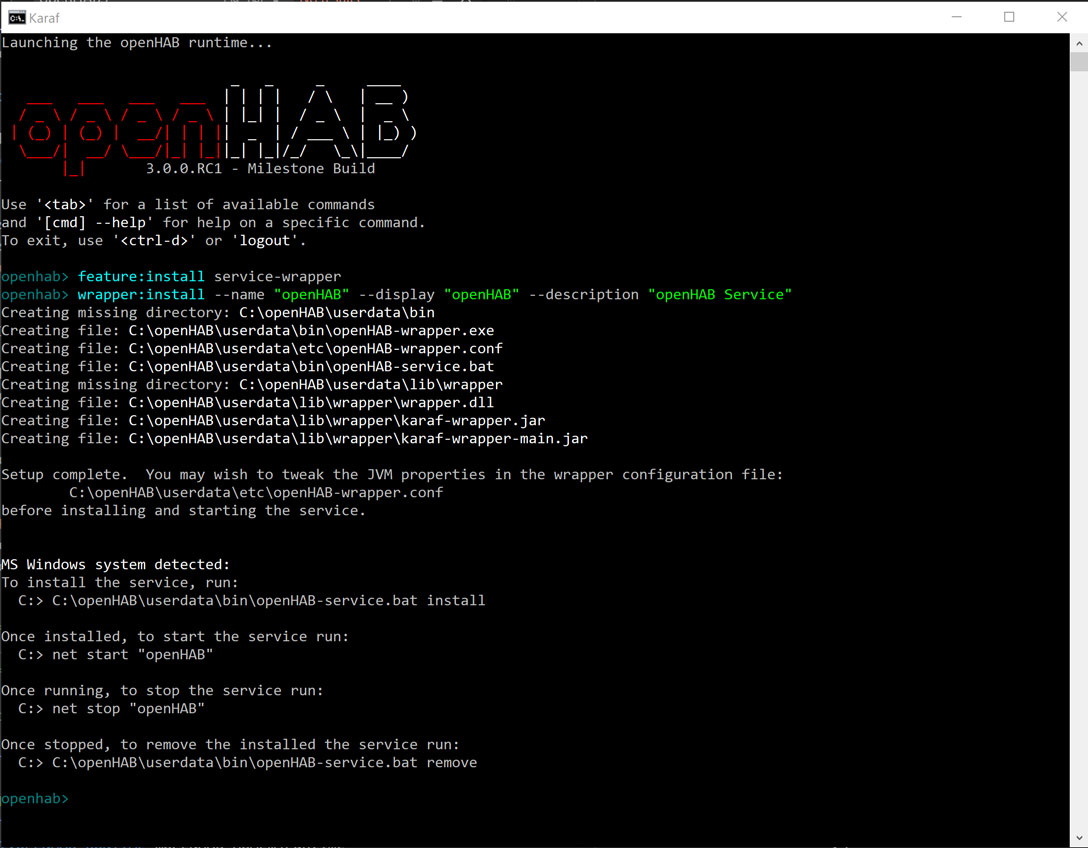 Karaf
Launching the openHAB runtime...
openHAB
3.0.0.RC1 - Milestone Build
Use '<tab>' for a list of available commands
and '[cmd] --help' for help on a specific command.
To exit, use '<ctrl-d>' or 'logout'.
openhab> feature:install service-wrapper
openhab> wrapper:install --name "openHAB" --display "openHAB" --description "openHAB Service"
Creating missing directory: C:\openHAB\userdata\bin
Creating file: C:\openHAB\userdata\bin\openHAB-wrapper.exe
Creating file: C:\openHAB\userdata\etc\openHAB-wrapper.conf
Creating file: C:\openHAB\userdata\bin\openHAB-service.bat
Creating missing directory: C:\openHAB\userdata\lib\wrapper
Creating file: C:\openHAB\userdata\lib\wrapper\wrapper.dll
Creating file: C:\openHAB\userdata\lib\wrapper\karaf-wrapper.jar
Creating file: C:\openHAB\userdata\lib\wrapper\karaf-wrapper-main.jar
Setup complete.  You may wish to tweak the JVM properties in the wrapper configuration file:
C:\openHAB\userdata\etc\openHAB-wrapper.conf
before installing and starting the service.
MS Windows system detected:
To install the service, run:
C:> C:\openHAB\userdata\bin\openHAB-service.bat install
Once installed, to start the service run:
C:> net start "openHAB"
Once running, to stop the service run:
C:> net stop "openHAB"
Once stopped, to remove the installed the service run:
C:> C:\openHAB\userdata\bin\openHAB-service.bat remove
openhab>